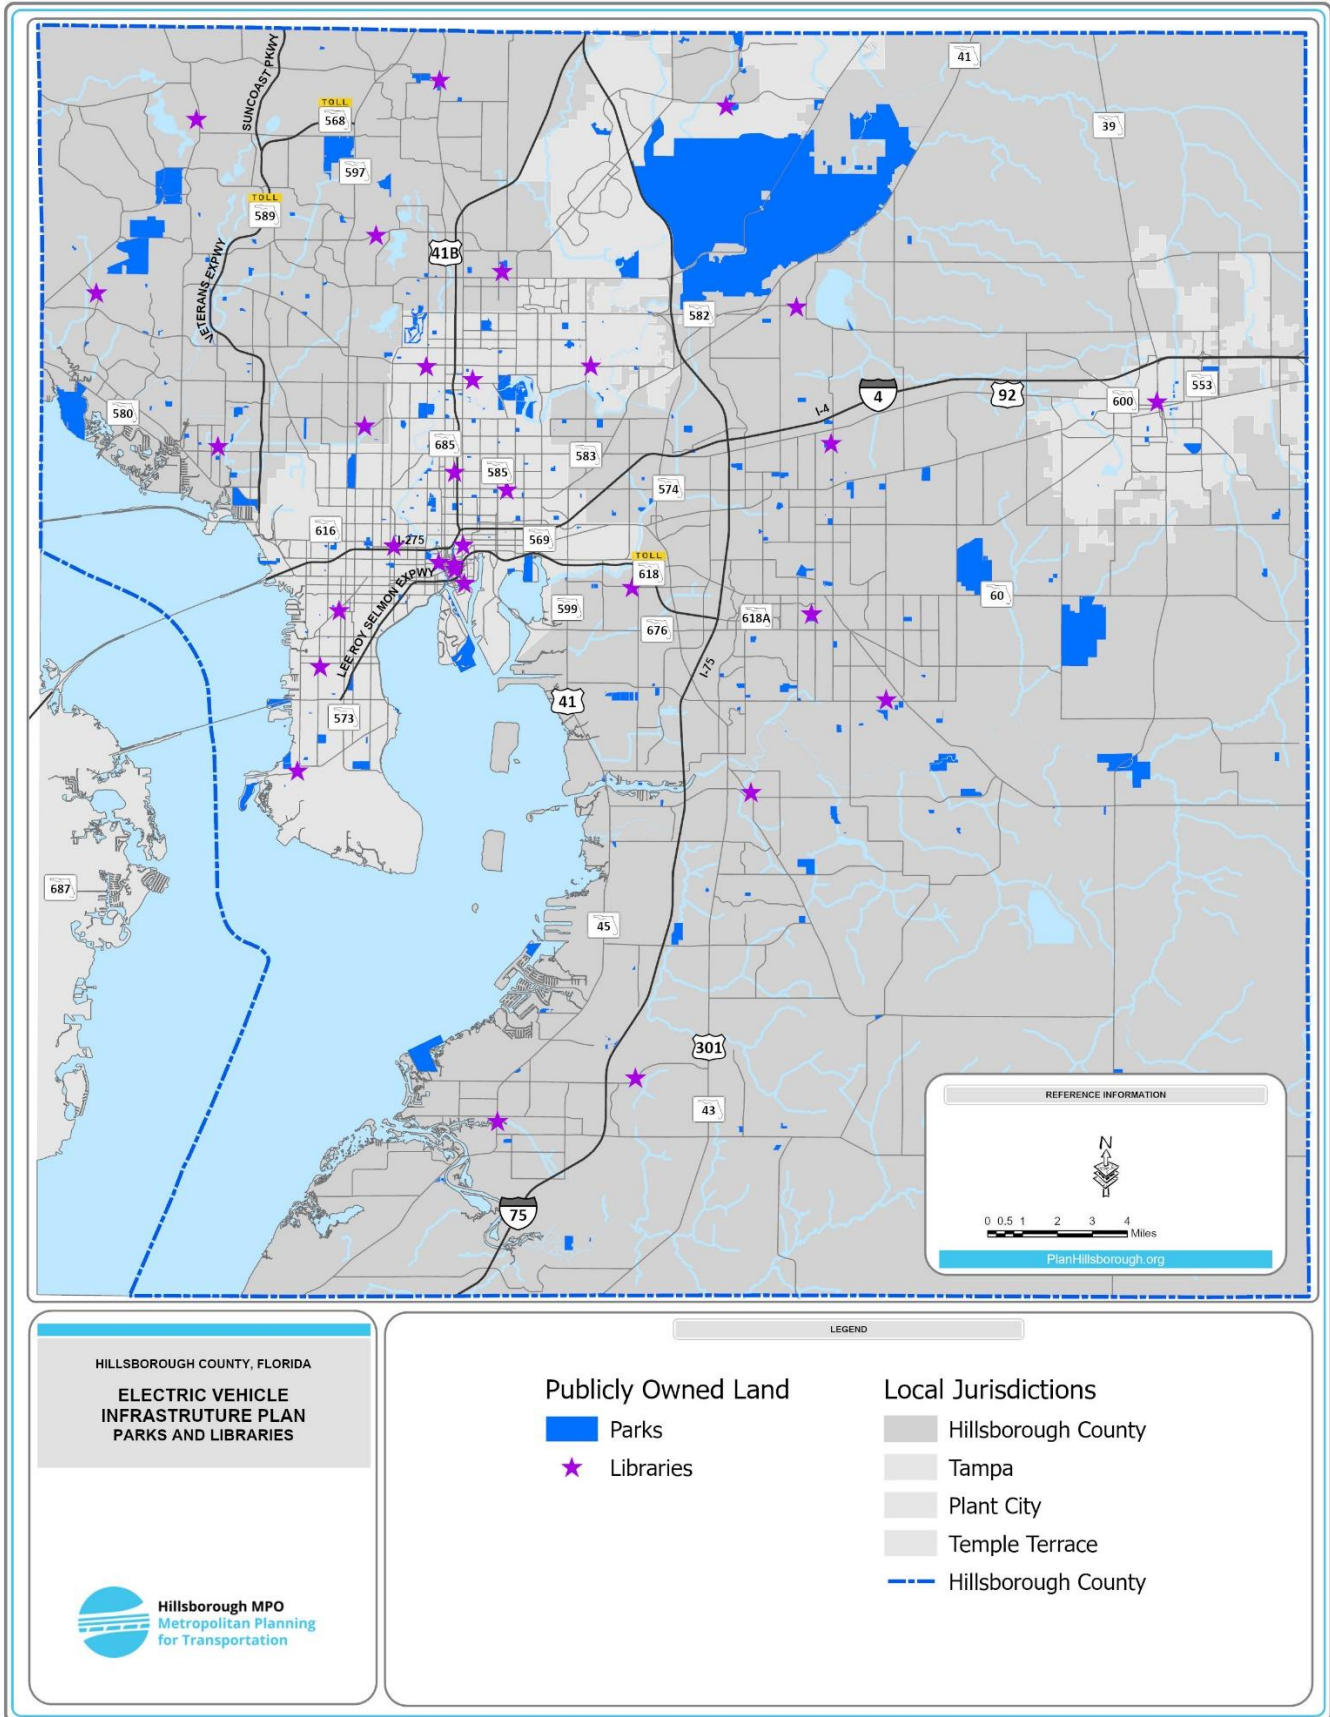 SUNCOAST PKWY
41
TOLL
568
39
597
TOLL
589
41B
VETERANS EXPWY
582
580
4
92
600
553
I-4
685
583
585
574
616
I-275
569
TOLL
618
LEE ROY SELMON EXPWY
599
60
618A
676
I-75
41
573
687
45
301
43
75
REFERENCE INFORMATION
N
0 0.5 1 2 3 4
Miles
PlanHillsborough.org
HILLSBOROUGH COUNTY, FLORIDA
ELECTRIC VEHICLE
INFRASTRUTURE PLAN
PARKS AND LIBRARIES
Hillsborough MPO
Metropolitan Planning
for Transportation
LEGEND
Publicly Owned Land
Parks
Libraries
Local Jurisdictions
Hillsborough County
Tampa
Plant City
Temple Terrace
Hillsborough County